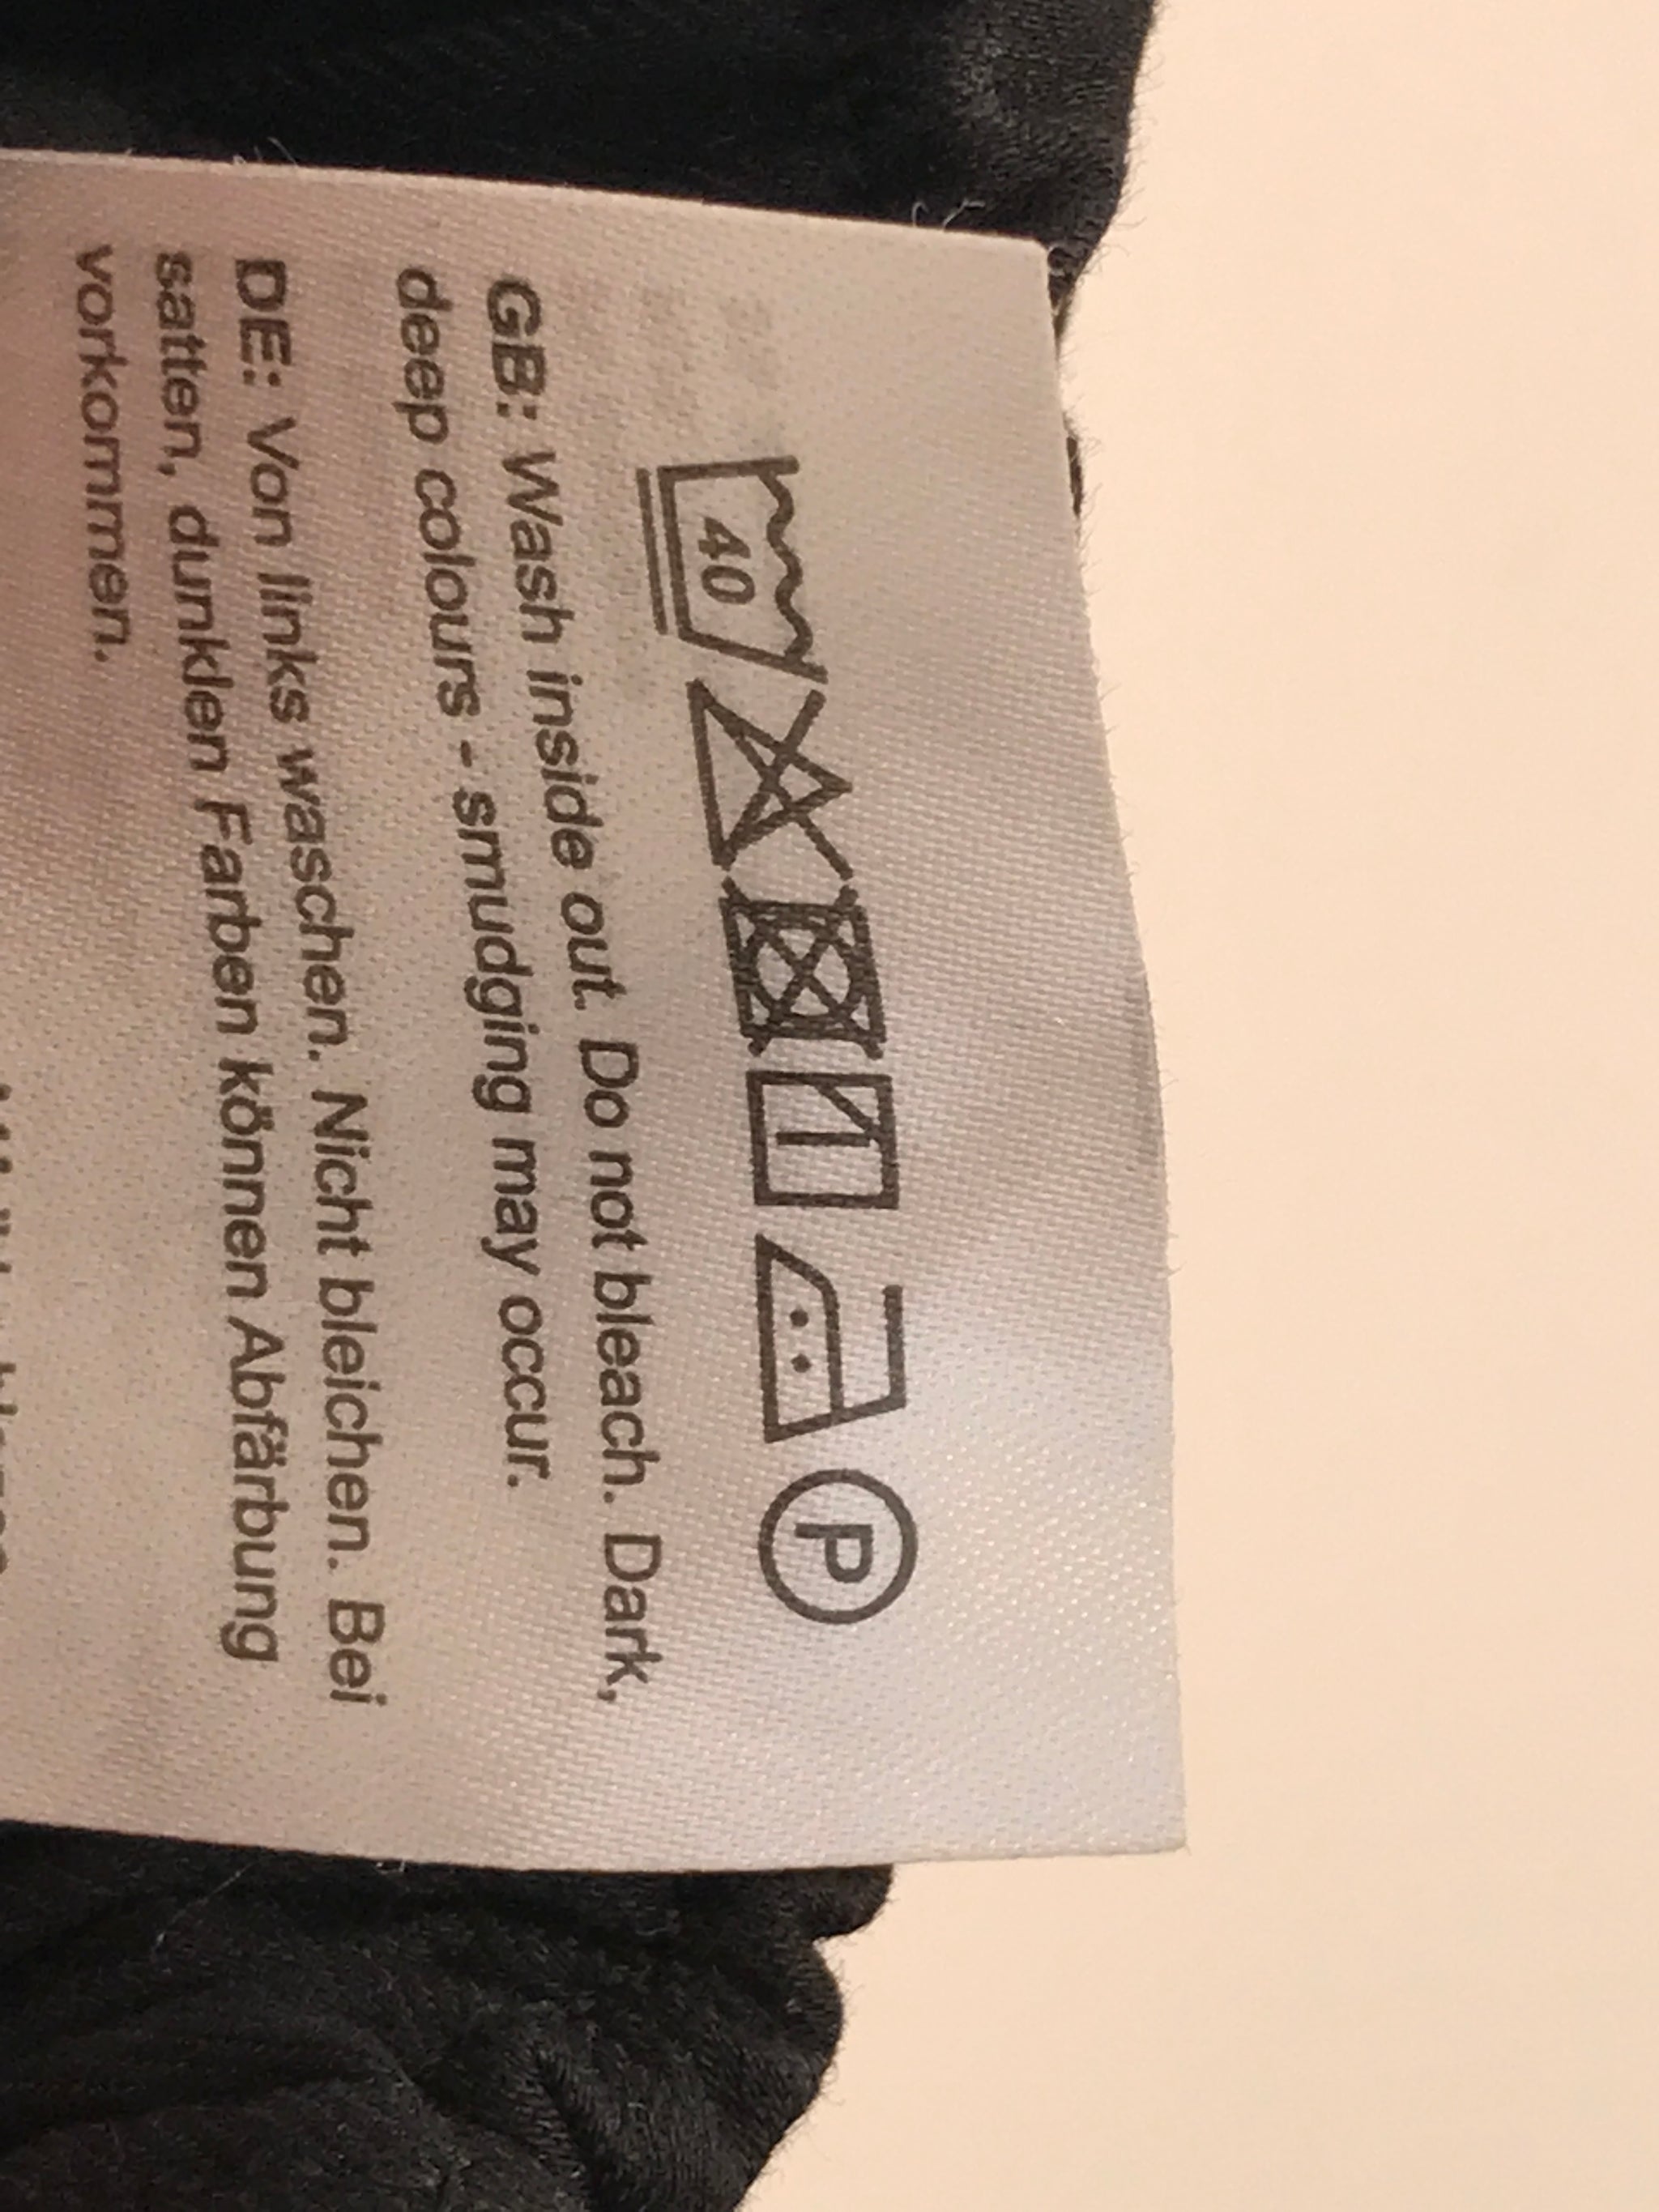 40
P
GB: Wash inside out. Do not bleach. Dark,
deep colours - smudging may occur.
DE: Von links waschen. Nicht bleichen. Bei
satten, dunklen Farben können Abfärbung
vorkommen.